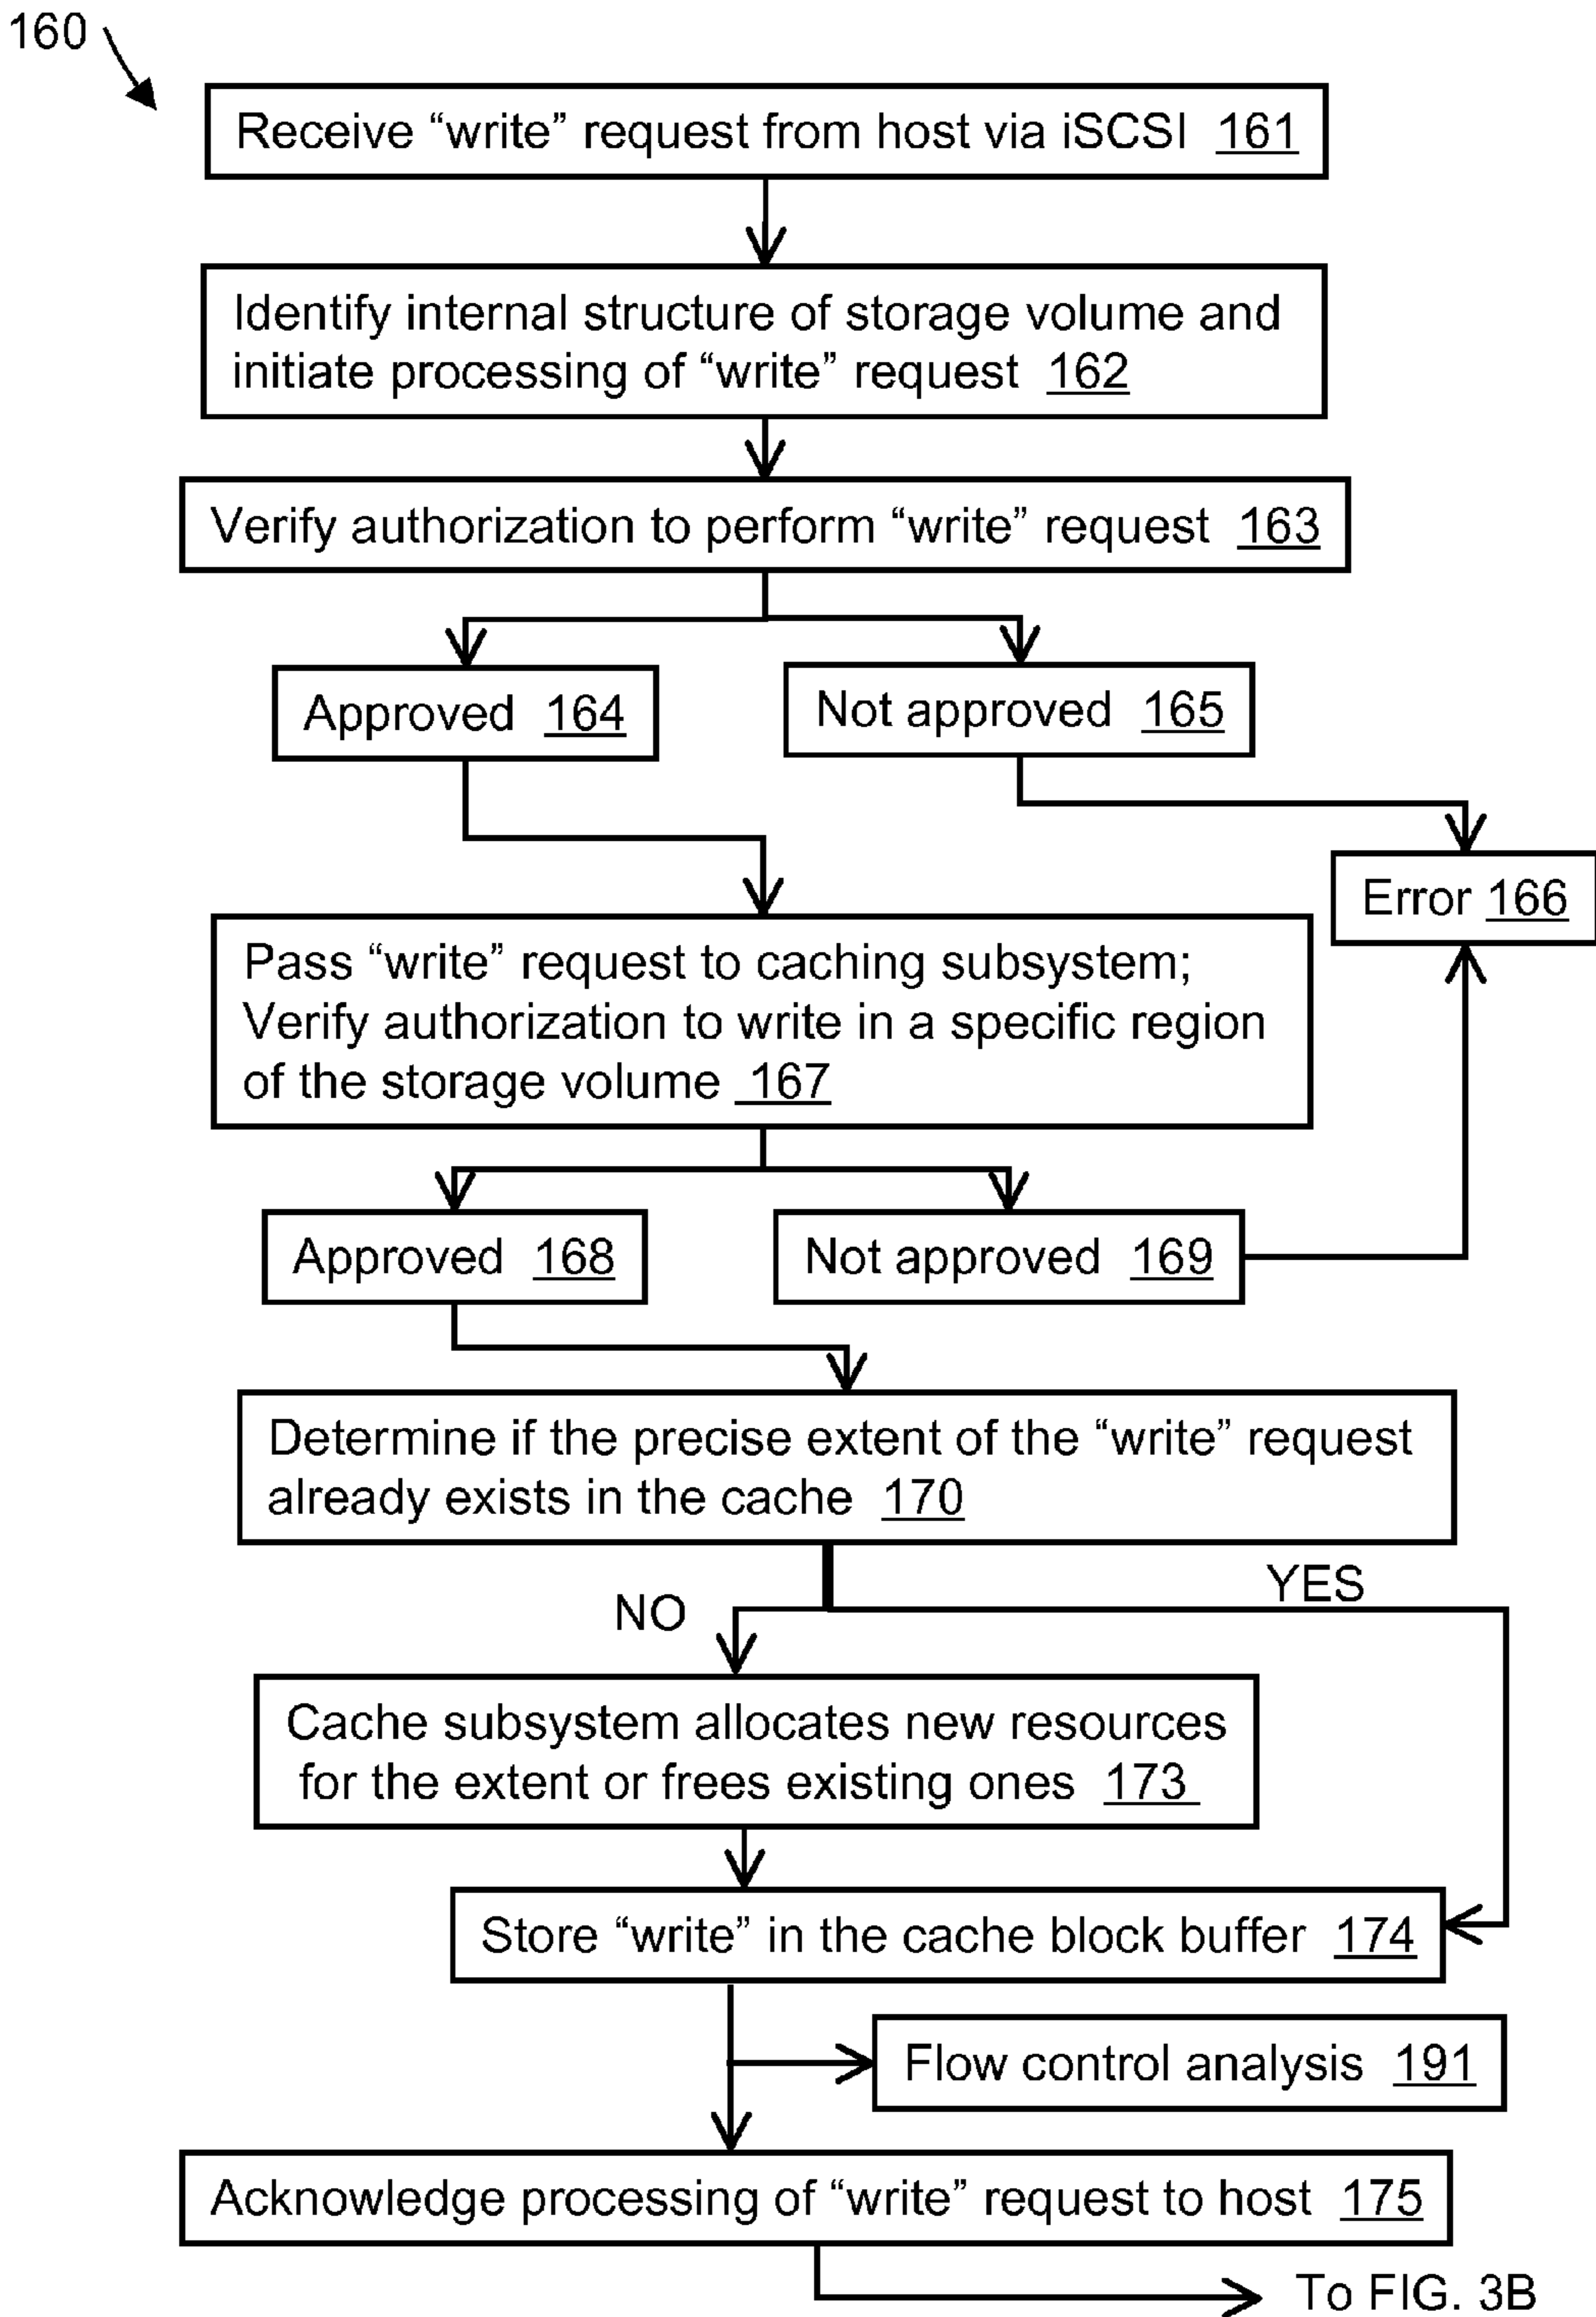 160
Receive “write” request from host via iSCSI 161
Identify internal structure of storage volume and
initiate processing of “write” request 162
Verify authorization to perform “write” request 163
Approved 164
Not approved 165
Error 166
Pass “write” request to caching subsystem;
Verify authorization to write in a specific region
of the storage volume 167
Approved 168
Not approved 169
Determine if the precise extent of the “write” request
already exists in the cache 170
YES
NO
Cache subsystem allocates new resources
for the extent or frees existing ones 173
Store “write” in the cache block buffer 174
Flow control analysis 191
Acknowledge processing of “write” request to host 175
To FIG. 3B